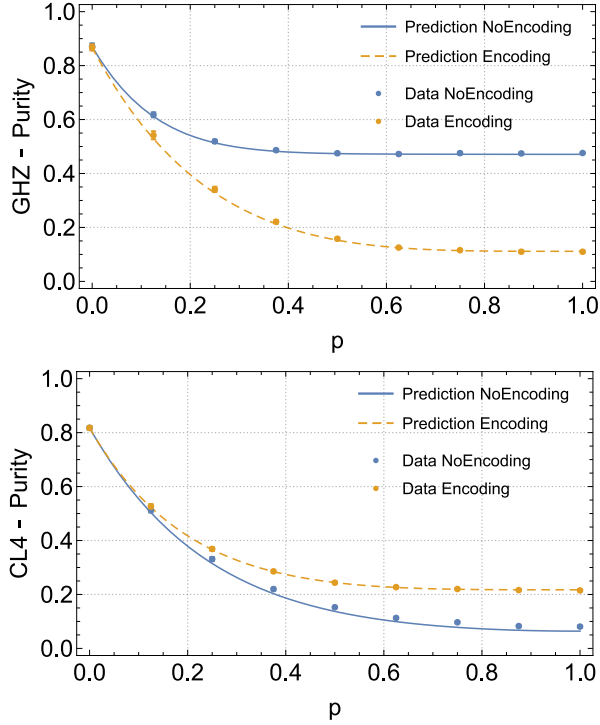 1.0
0.8
0.6
0.4
0.2
0.0
GHZ - Purity
Prediction NoEncoding
Prediction Encoding
Data NoEncoding
Data Encoding
0.0 0.2 0.4 0.6 0.8 1.0
p
1.0
0.8
0.6
0.4
0.2
0.0
CL4 - Purity
Prediction NoEncoding
Prediction Encoding
Data NoEncoding
Data Encoding
0.0 0.2 0.4 0.6 0.8 1.0
p